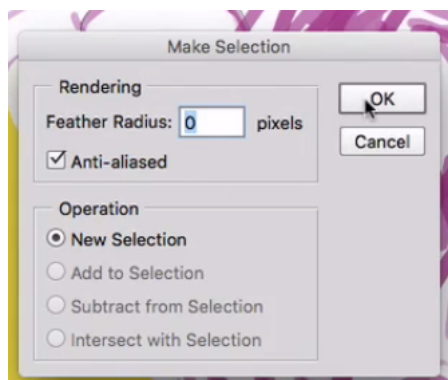 Make Selection
Rendering
Feather Radius: 0 pixels
Anti-aliased
OK
Cancel
Operation
New Selection
Add to Selection
Subtract from Selection
Intersect with Selection